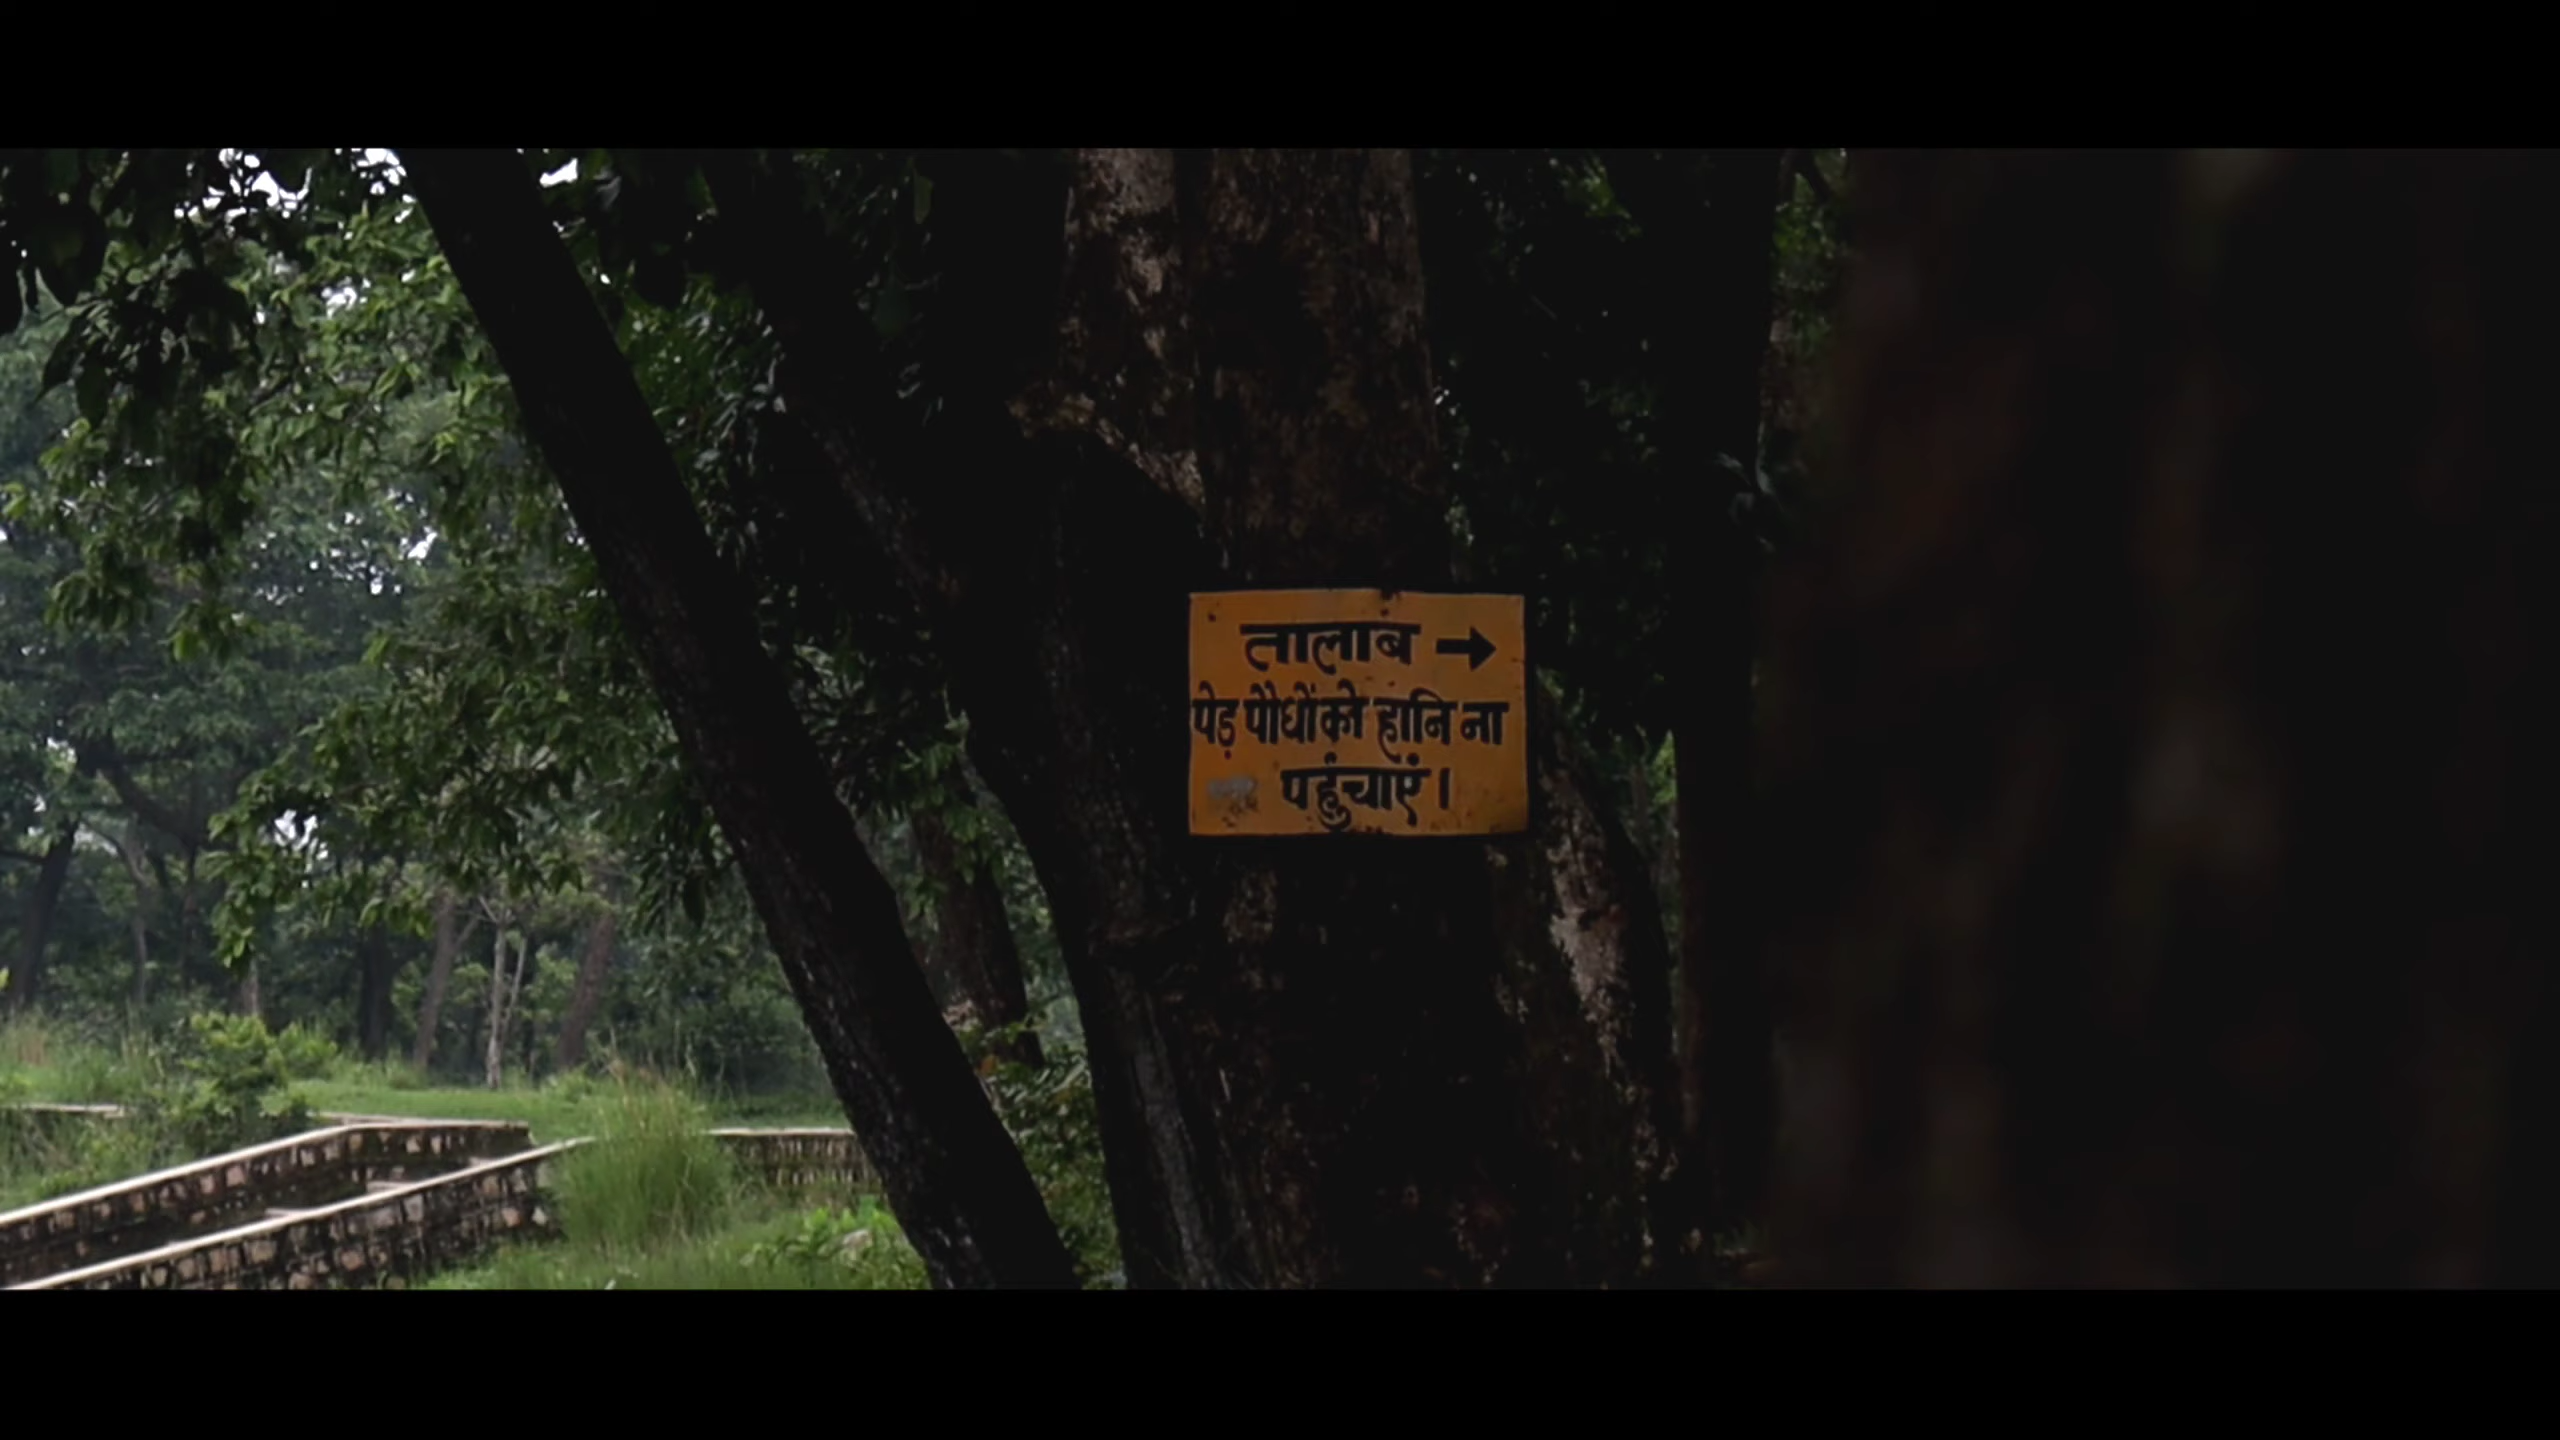 तालाब →
पेड़ पौधों को हानि ना
पहुंचाएं।